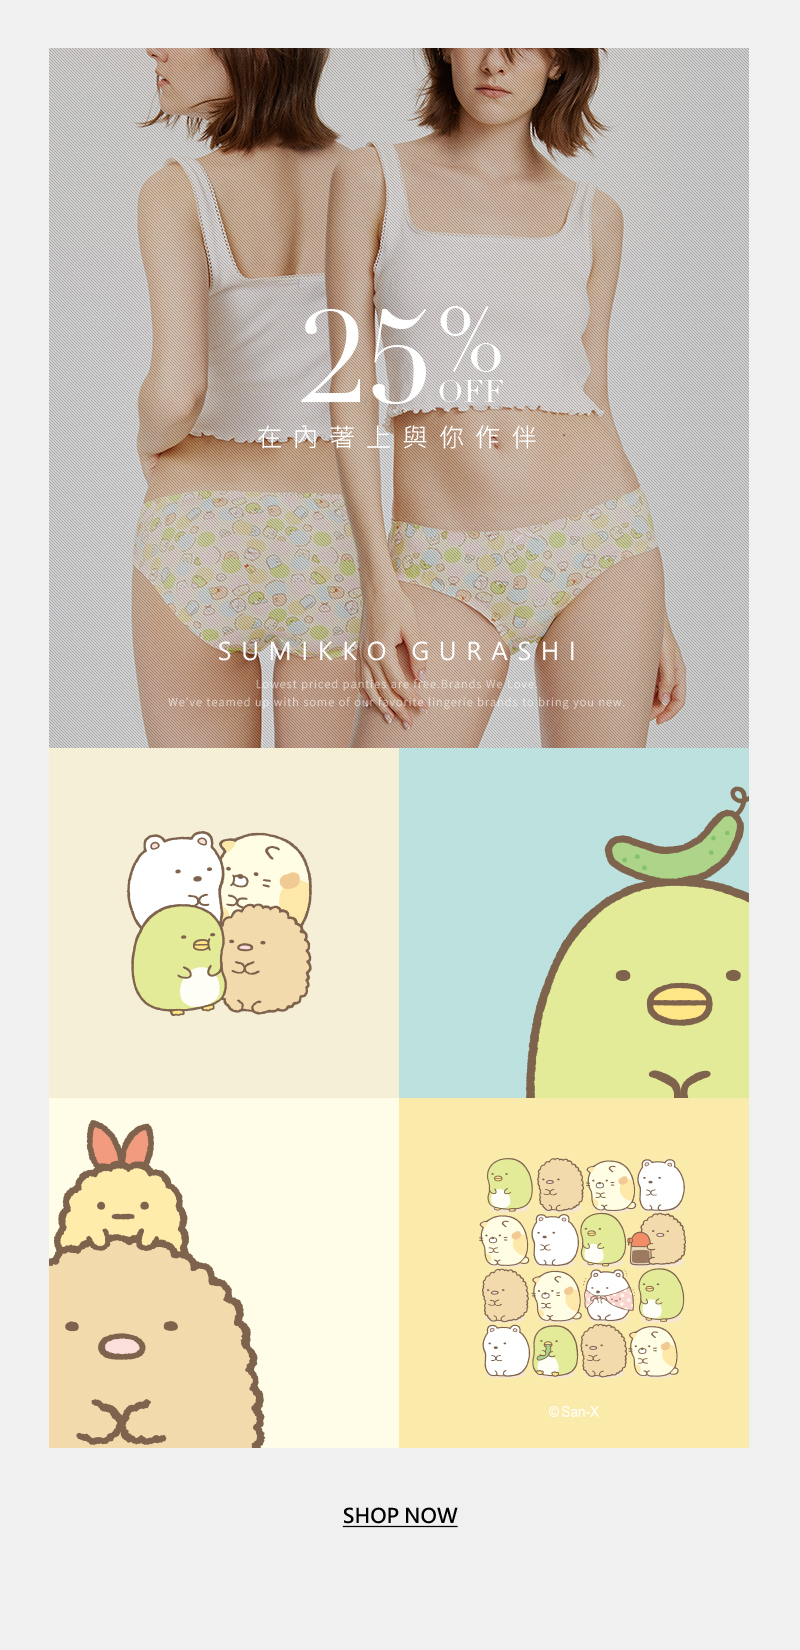 25%
OFF
在內著上與你作伴
SUMIKKO GURASHI
Lowest priced panties are free.Brands We Love.
We've teamed up with some of our favorite lingerie brands to bring you new.
©San-X
SHOP NOW